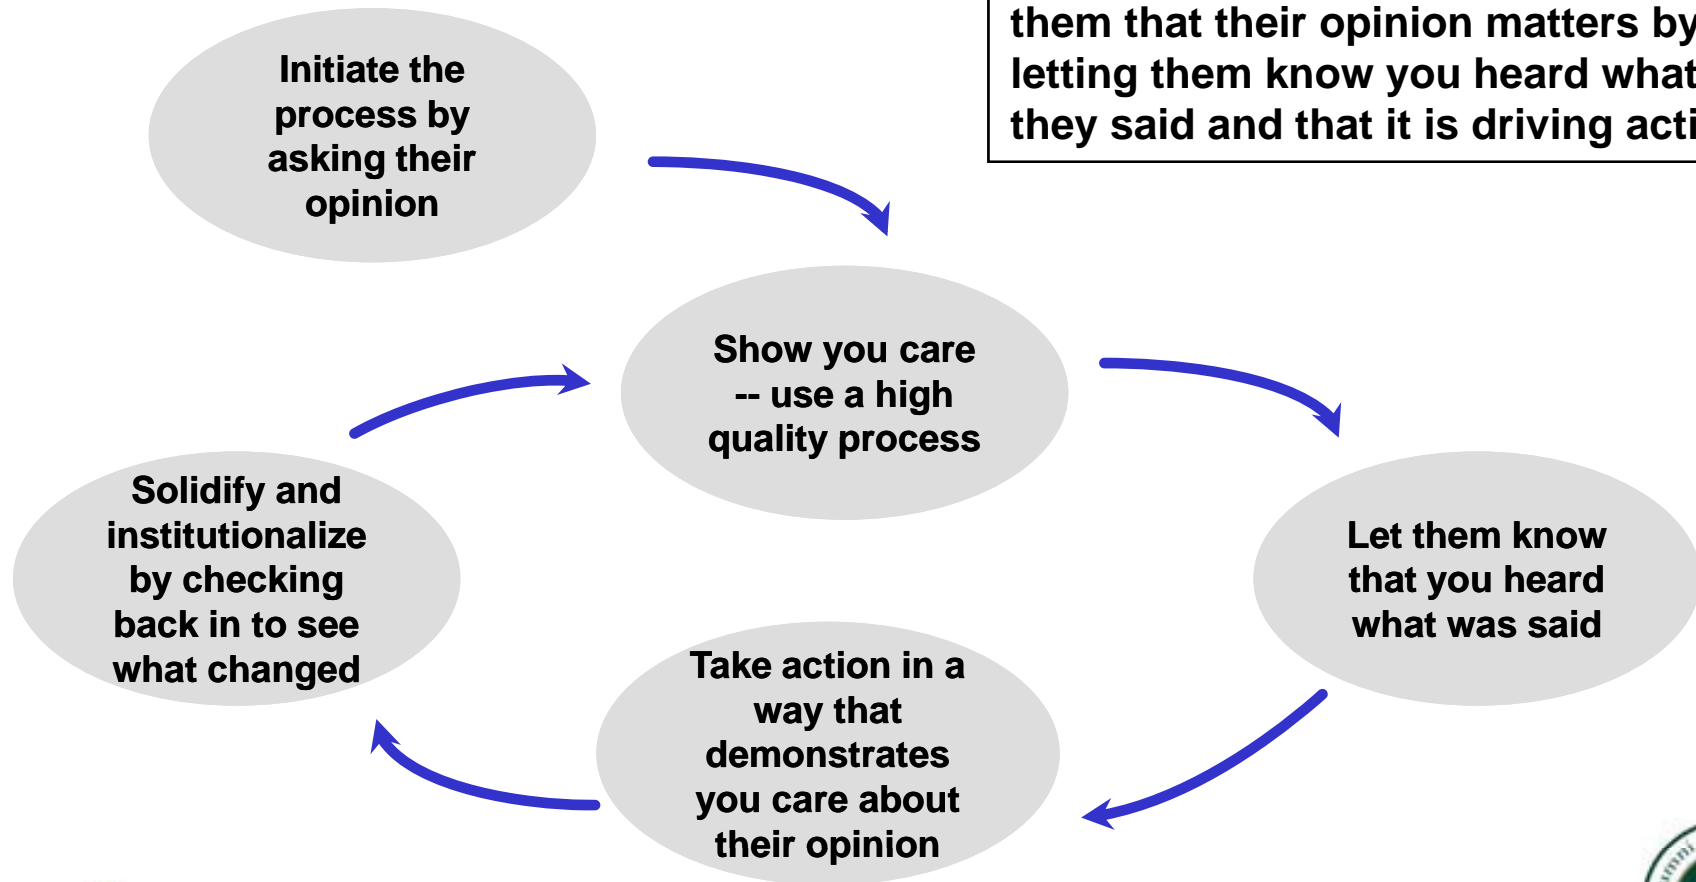 them that their opinion matters by
letting them know you heard what
they said and that it is driving
Initiate the
process by
asking their
opinion
Show you care
-- use a high
quality process
Let them know
that you heard
what was said
Take action in a
way that
demonstrates
you care about
their opinion
Solidify and
institutionalize
by checking
back in to see
what changed